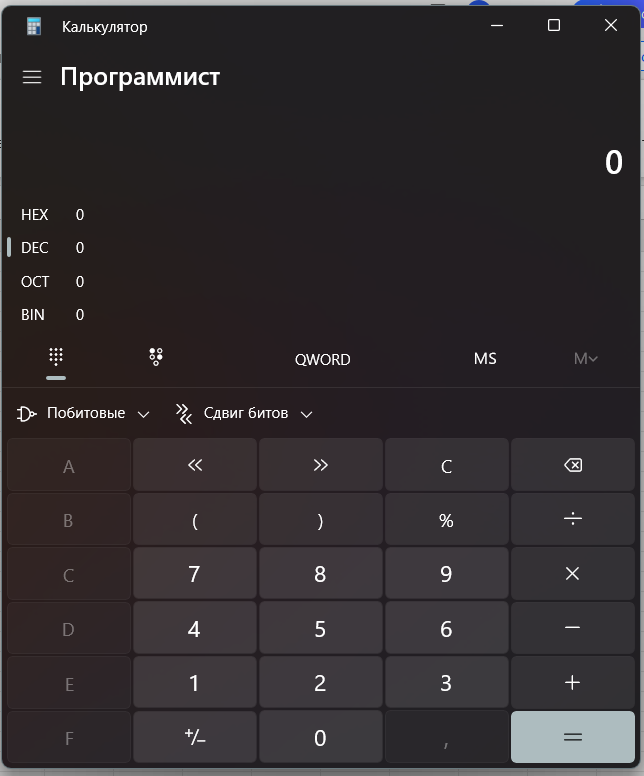 Калькулятор
Программист
0
HEX 0
DEC 0
OCT 0
BIN 0
QWORD MS M
Побитовые Сдвиг битов
A « » C
B ( ) % ÷
C 7 8 9 ×
D 4 5 6 −
E 1 2 3 +
F +/− 0 , =